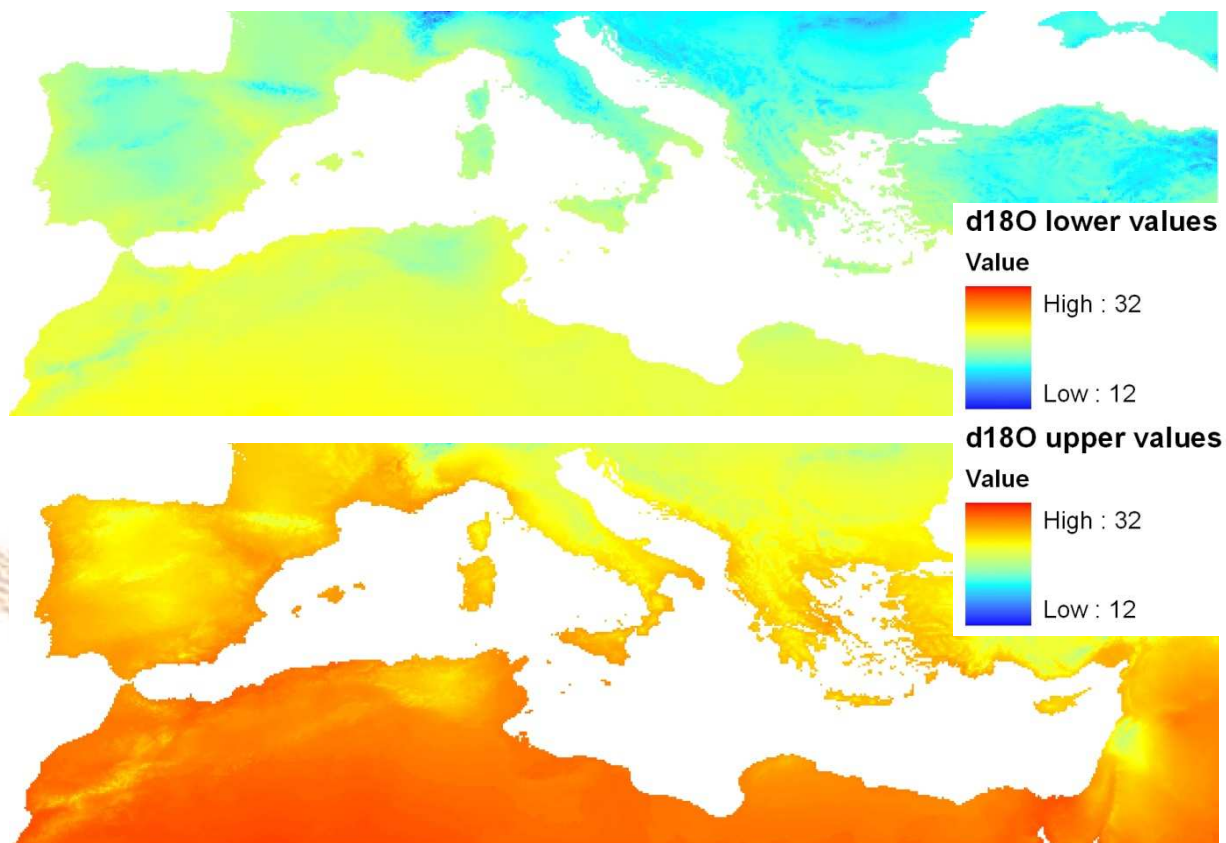 d18O lower values
Value
High : 32
Low : 12
d18O upper values
Value
High : 32
Low : 12